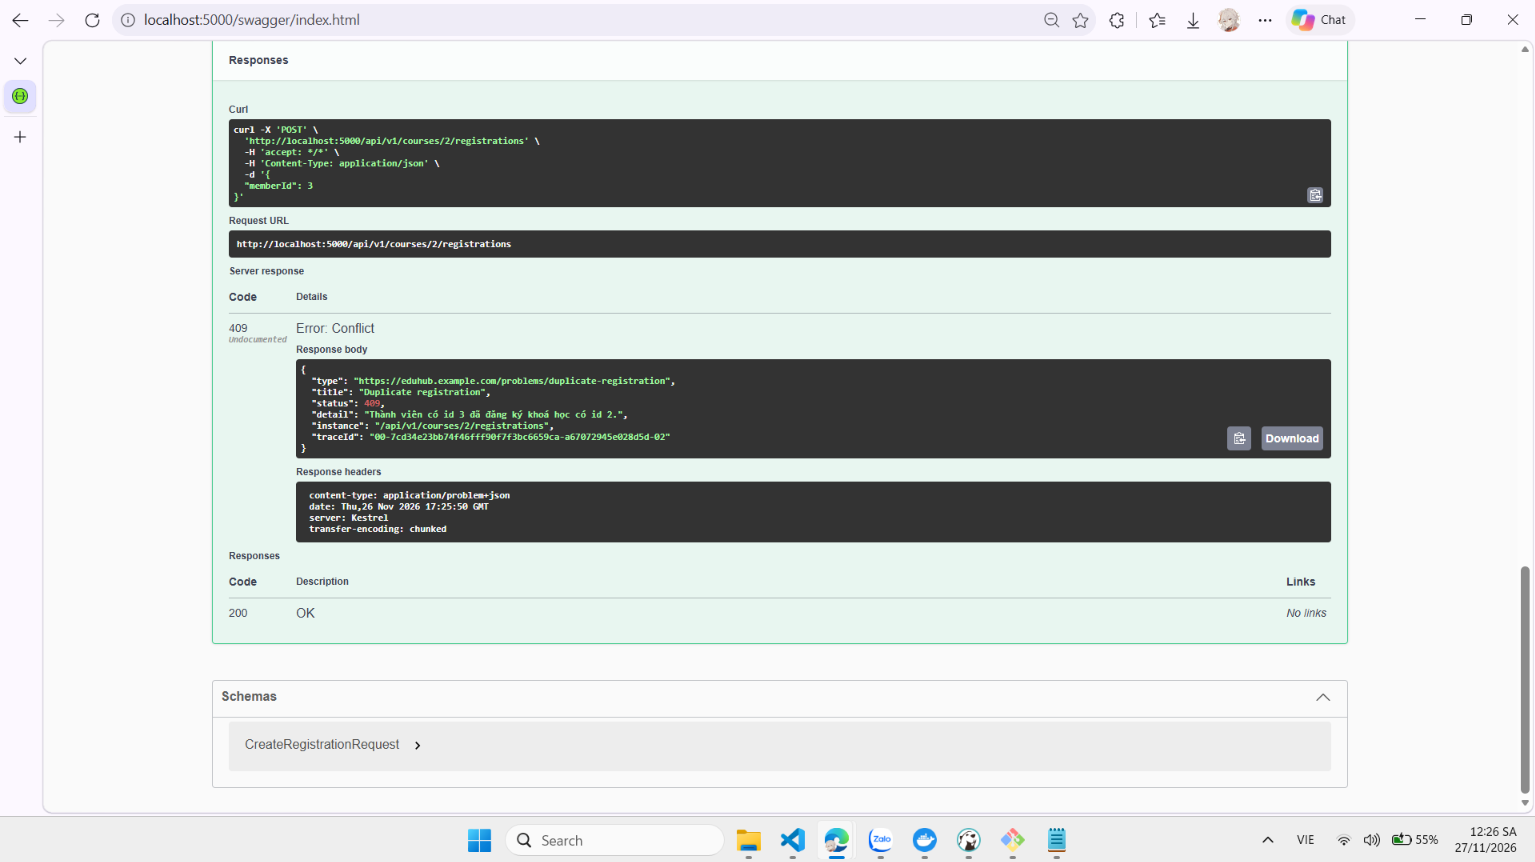 localhost:5000/swagger/index.html
Chat
Responses
Curl
curl -X 'POST' \
'http://localhost:5000/api/v1/courses/2/registrations' \
-H 'accept: */*' \
-H 'Content-Type: application/json' \
-d '{
"memberId": 3
}'
Request URL
http://localhost:5000/api/v1/courses/2/registrations
Server response
Code Details
409 Error: Conflict
Undocumented
Response body
{
"type": "https://eduhub.example.com/problems/duplicate-registration",
"title": "Duplicate registration",
"status": 409,
"detail": "Thành viên có id 3 đã đăng ký khoá học có id 2.",
"instance": "/api/v1/courses/2/registrations",
"traceId": "00-7cd34e23bb74f46fff90f7f3bc6659ca-a67072945e028d5d-02"
}
Download
Response headers
content-type: application/problem+json
date: Thu,26 Nov 2026 17:25:50 GMT
server: Kestrel
transfer-encoding: chunked
Responses
Code Description Links
200 OK No links
Schemas
CreateRegistrationRequest
Search
Zalo
VIE
55%
12:26 SA
27/11/2026